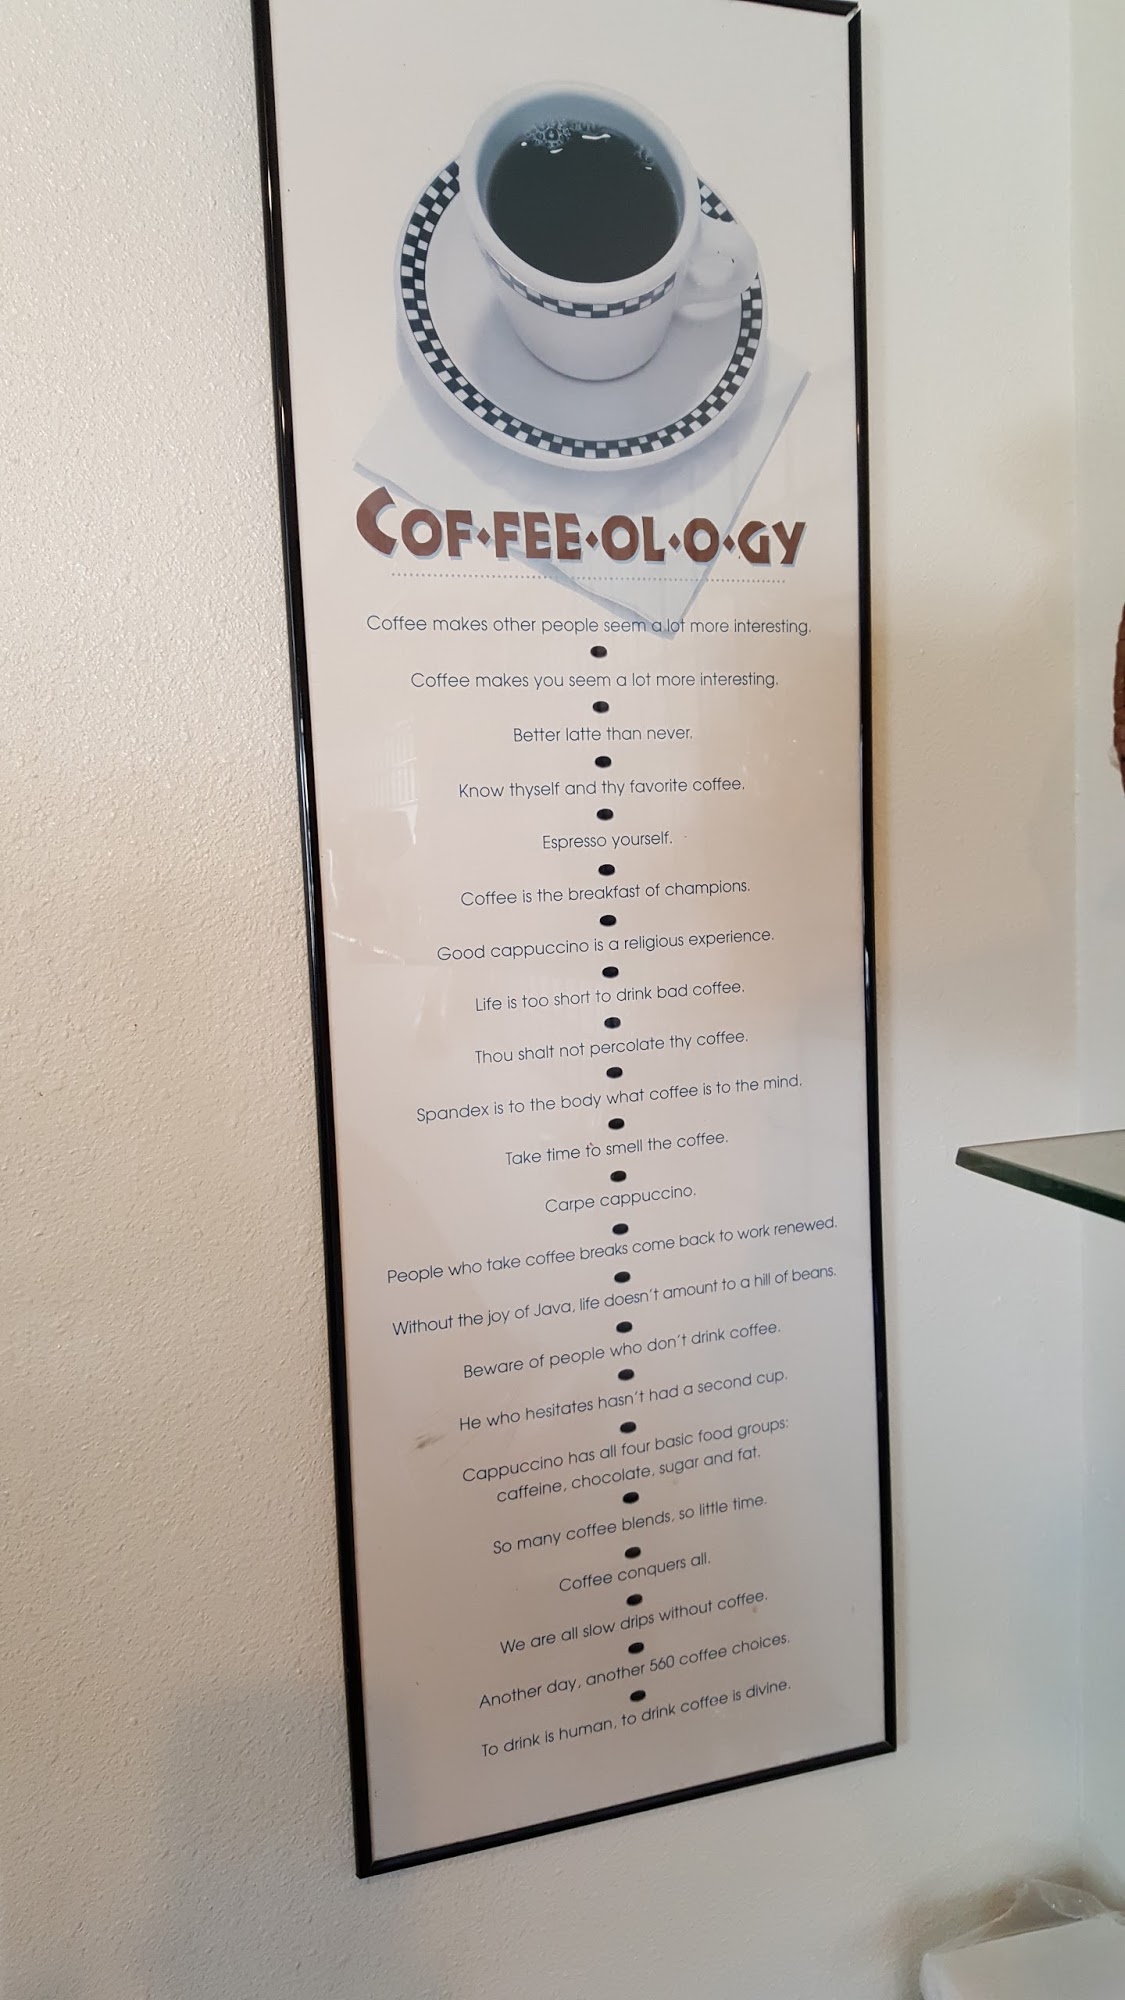 COF•FEE•OL•O•GY
Coffee makes other people seem a lot more interesting.
Coffee makes you seem a lot more interesting.
Better latte than never.
Know thyself and thy favorite coffee.
Espresso yourself.
Coffee is the breakfast of champions.
Good cappuccino is a religious experience.
Life is too short to drink bad coffee.
Thou shalt not percolate thy coffee.
Spandex is to the body what coffee is to the mind.
Take time to smell the coffee.
Carpe cappuccino.
People who take coffee breaks come back to work renewed.
Without the joy of Java, life doesn't amount to a hill of beans.
Beware of people who don't drink coffee.
He who hesitates hasn't had a second cup.
Cappuccino has all four basic food groups:
caffeine, chocolate, sugar and fat.
So many coffee blends, so little time.
Coffee conquers all.
We are all slow drips without coffee.
Another day, another 560 coffee choices.
To drink is human, to drink coffee is divine.